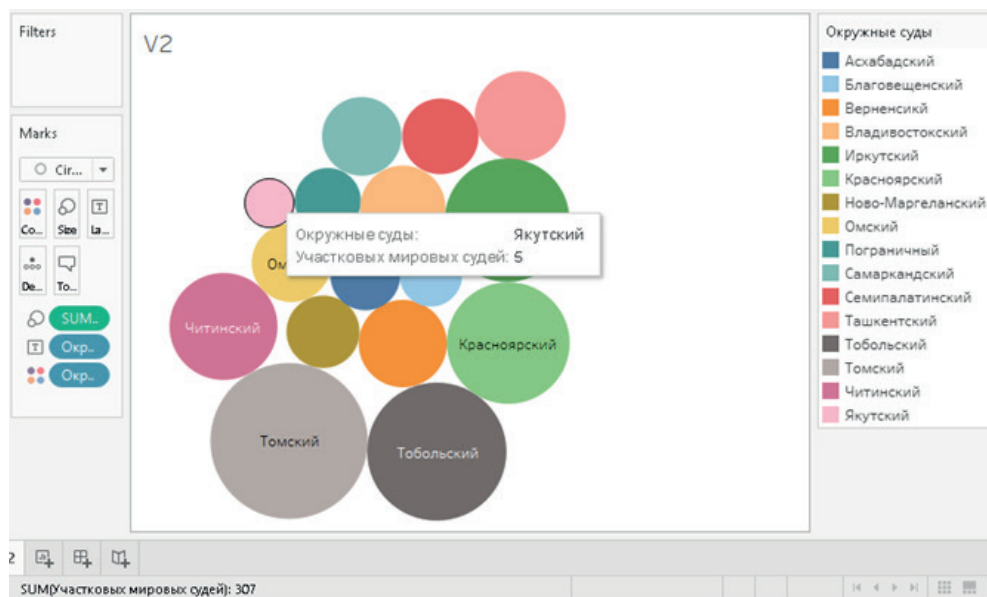 Filters
V2
Marks
Cir...
Co...
Size
La...
De...
To...
SUM..
Окр..
Окр..
Окружные суды: Якутский
Участковых мировых судей: 5
Ом
Читинский
Красноярский
Томский
Тобольский
Окружные суды
Асхабадский
Благовещенский
Верненсикй
Владивостокский
Иркутский
Красноярский
Ново-Маргеланский
Омский
Пограничный
Самаркандский
Семипалатинский
Ташкентский
Тобольский
Томский
Читинский
Якутский
2
SUM(Участковых мировых судей): 307